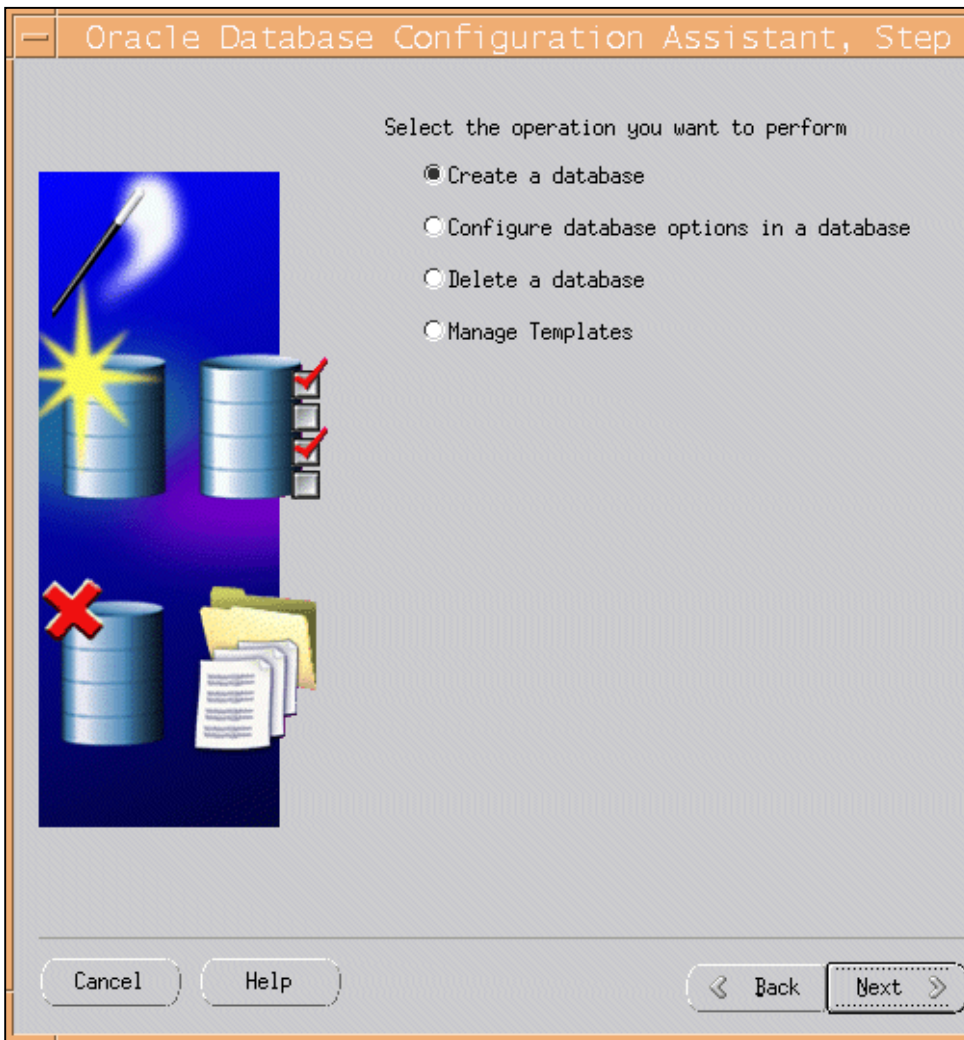 Oracle Database Configuration Assistant, Step
Select the operation you want to perform
Create a database
Configure database options in a database
Delete a database
Manage Templates
Cancel
Help
Back
Next